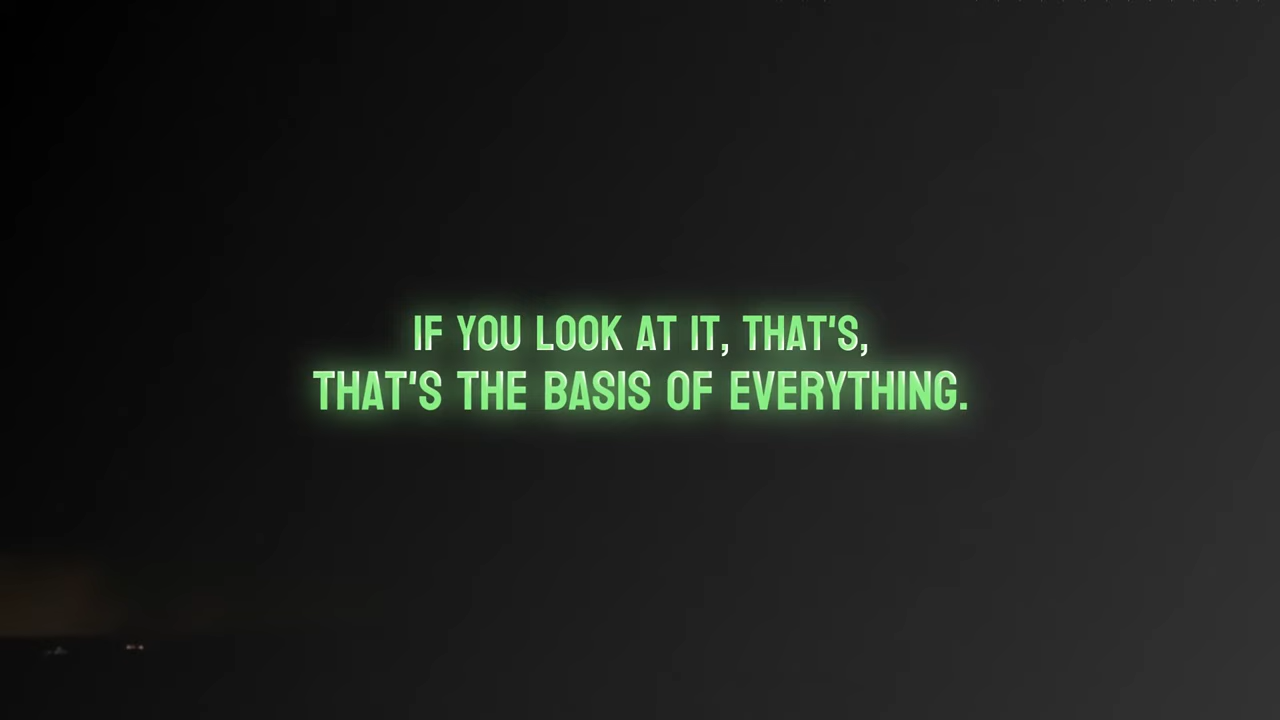 IF YOU LOOK AT IT, THAT'S,
THAT'S THE BASIS OF EVERYTHING.